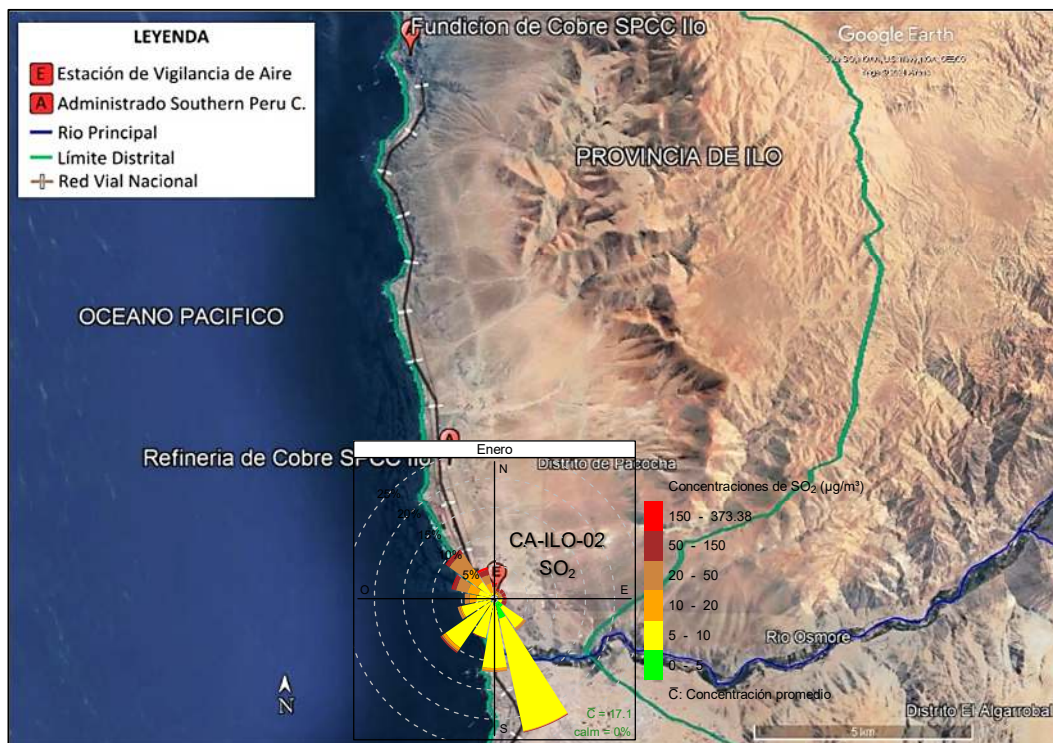 LEYENDA
E Estación de Vigilancia de Aire
A Administrado Southern Peru C.
Rio Principal
Límite Distrital
Red Vial Nacional
Fundicion de Cobre SPCC Ilo
Google Earth
PROVINCIA DE ILO
OCEANO PACIFICO
A
Refineria de Cobre SPCC Ilo
Distrito de Pacocha
Enero
N
Concentraciones de SO₂ (µg/m³)
150 - 373.38
50 - 150
20 - 50
10 - 20
5 - 10
0 - 5
C̅: Concentración promedio
20%
15%
10%
5%
CA-ILO-02
SO₂
E
O
E
S
C̅ = 17.1
calm = 0%
Rio Osmore
Distrito El Algarrobal
N
5 km